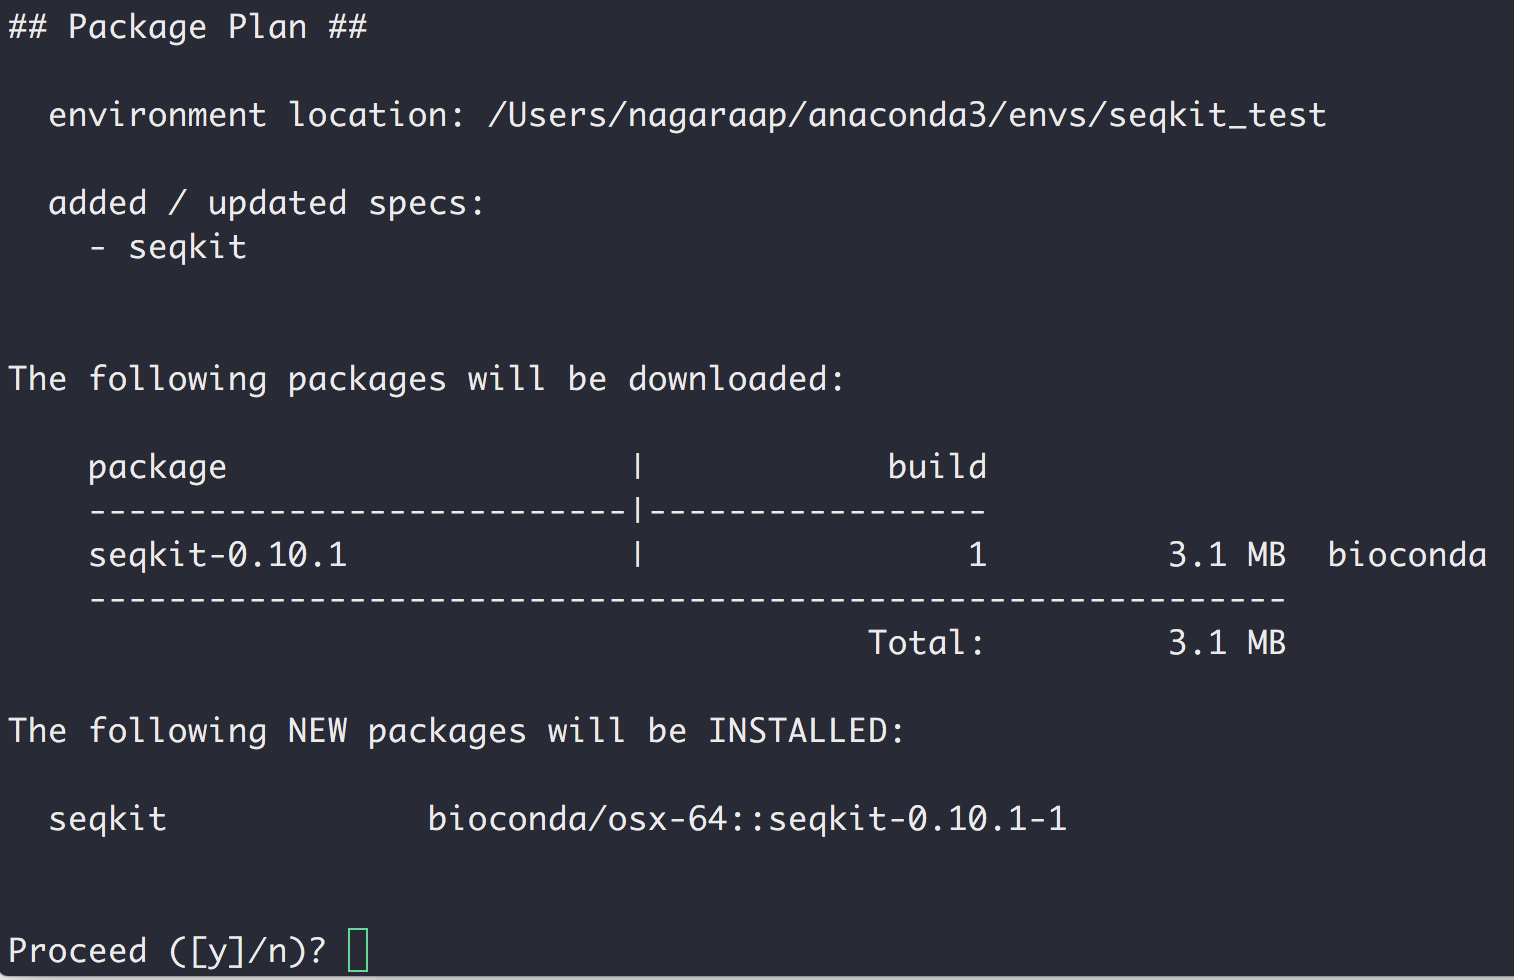 ## Package Plan ##
environment location: /Users/nagaraap/anaconda3/envs/seqkit_test
added / updated specs:
- seqkit
The following packages will be downloaded:
package | build
---------------------------|-----------------
seqkit-0.10.1 | 1 3.1 MB bioconda
------------------------------------------------------------
Total: 3.1 MB
The following NEW packages will be INSTALLED:
seqkit bioconda/osx-64::seqkit-0.10.1-1
Proceed ([y]/n)?